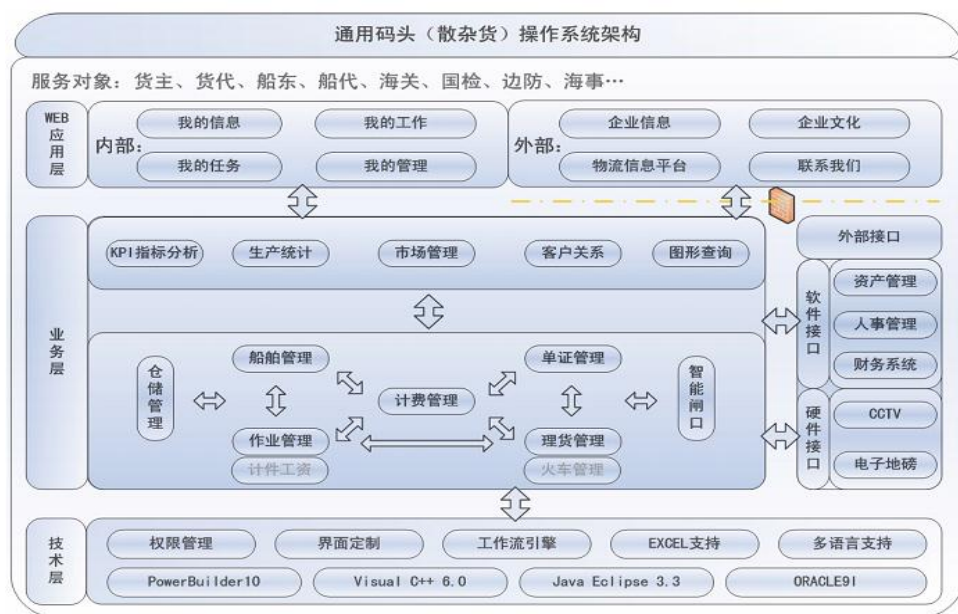 通用码头（散杂货）操作系统架构
服务对象：货主、货代、船东、船代、海关、国检、边防、海事…
WEB
应
用
层
内部：
我的信息
我的工作
我的任务
我的管理
外部：
企业信息
企业文化
物流信息平台
联系我们
业
务
层
KPI指标分析
生产统计
市场管理
客户关系
图形查询
仓
储
管
理
船舶管理
作业管理
计件工资
计费管理
单证管理
理货管理
火车管理
智
能
闸
口
外部接口
软
件
接
口
资产管理
人事管理
财务系统
硬
件
接
口
CCTV
电子地磅
技
术
层
权限管理
界面定制
工作流引擎
EXCEL支持
多语言支持
PowerBuilder10
Visual C++ 6.0
Java Eclipse 3.3
ORACLE9I